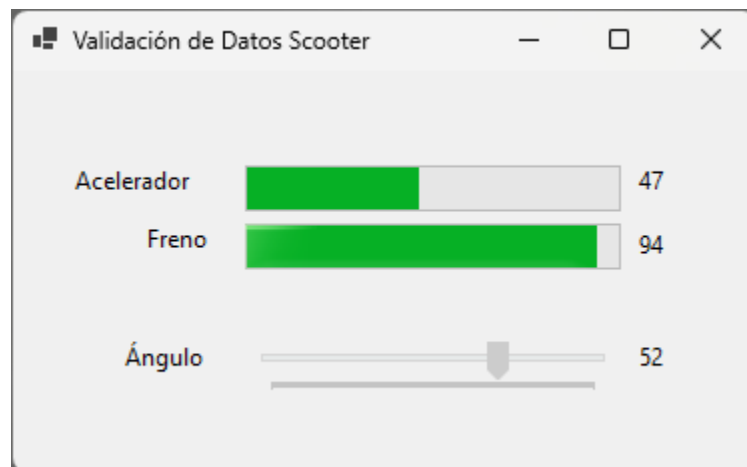 Validación de Datos Scooter
Acelerador 47
Freno 94
Ángulo 52